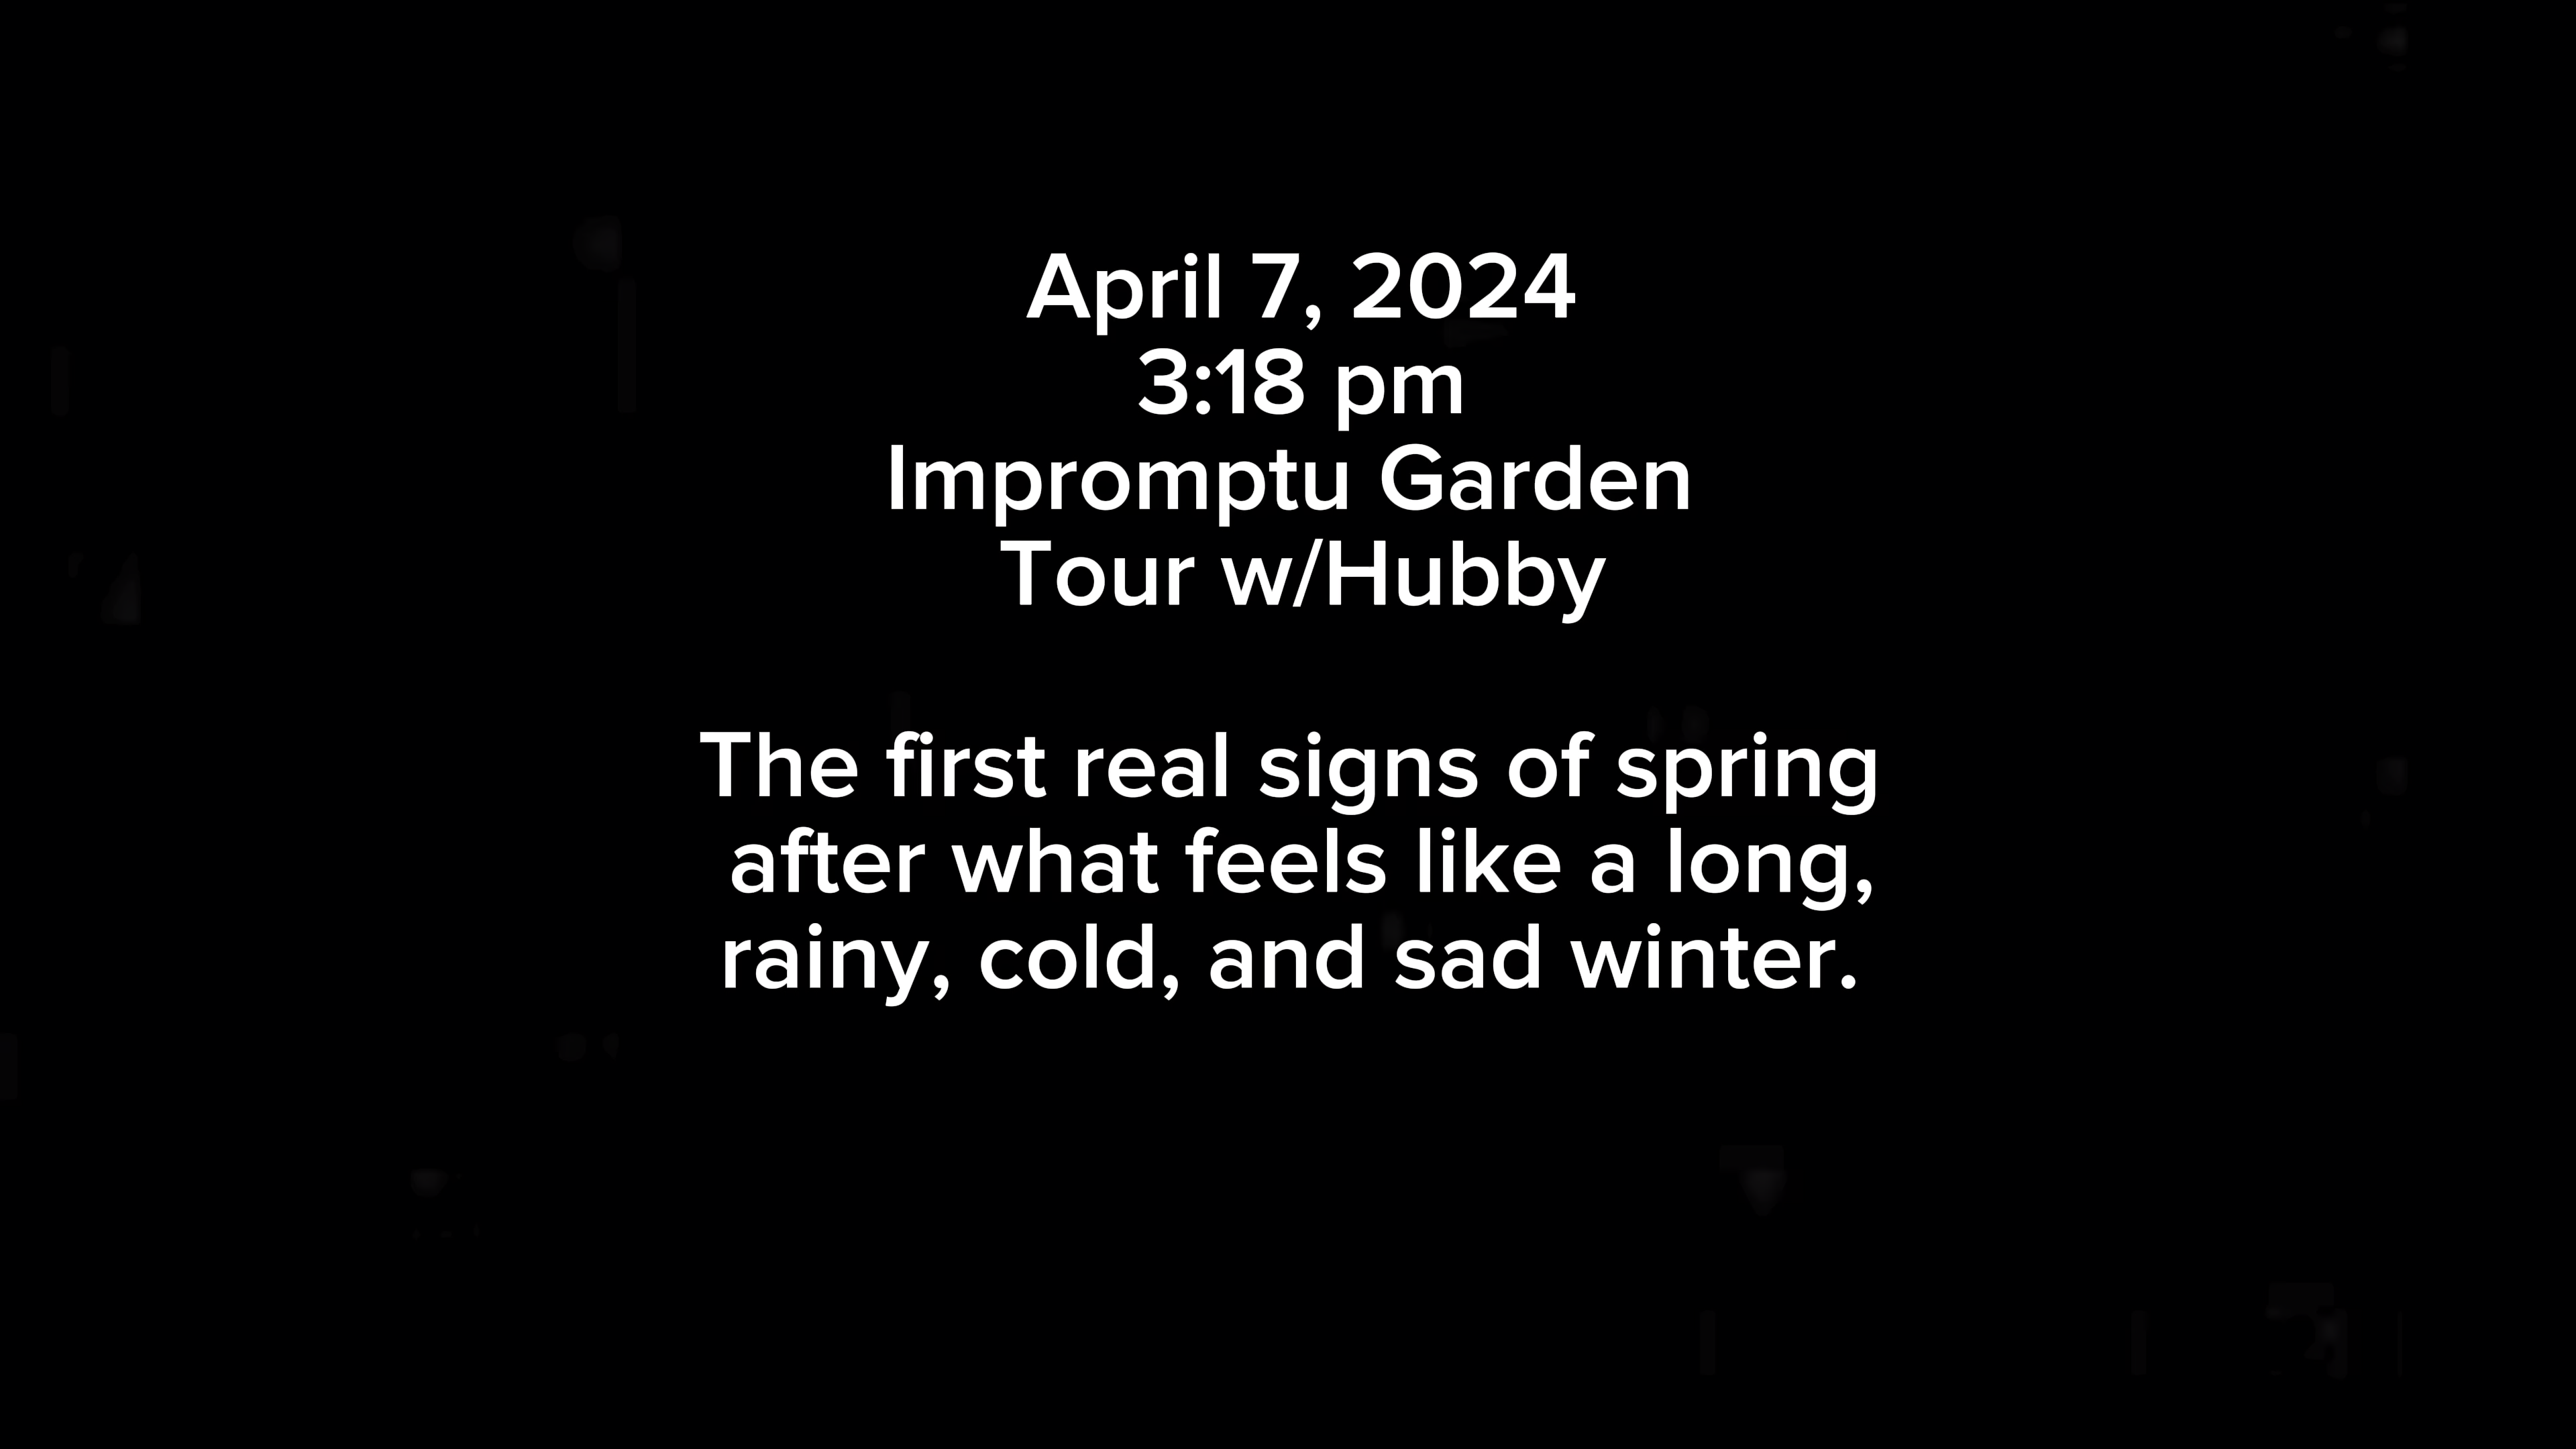 April 7, 2024
3:18 pm
Impromptu Garden
Tour w/Hubby
The first real signs of spring
after what feels like a long,
rainy, cold, and sad winter.